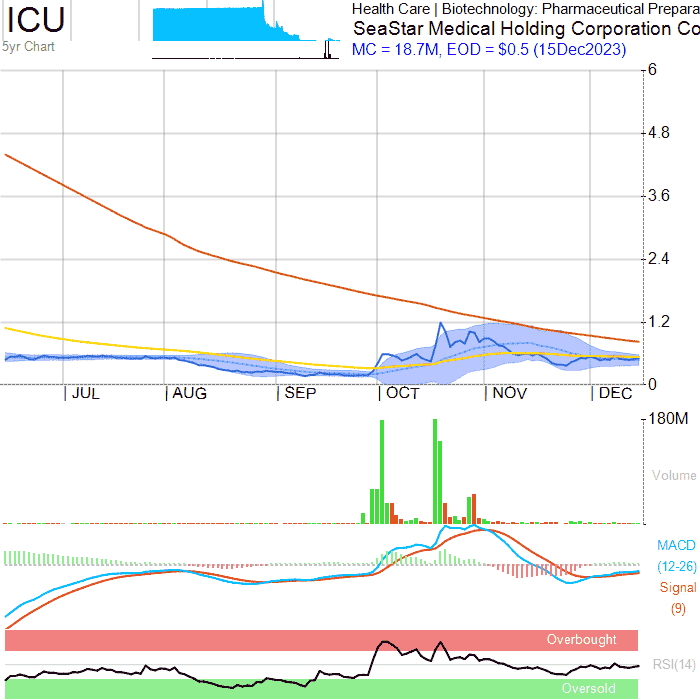 ICU
5yr Chart
Health Care | Biotechnology: Pharmaceutical Prepara
SeaStar Medical Holding Corporation Co
MC = 18.7M, EOD = $0.5 (15Dec2023)
6
4.8
3.6
2.4
1.2
0
JUL
AUG
SEP
OCT
NOV
DEC
180M
Volume
MACD
(12-26)
Signal
(9)
Overbought
RSI(14)
Oversold